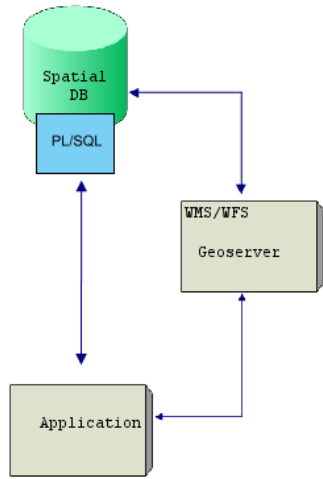 Spatial
DB
PL/SQL
WMS/WFS
Geoserver
Application